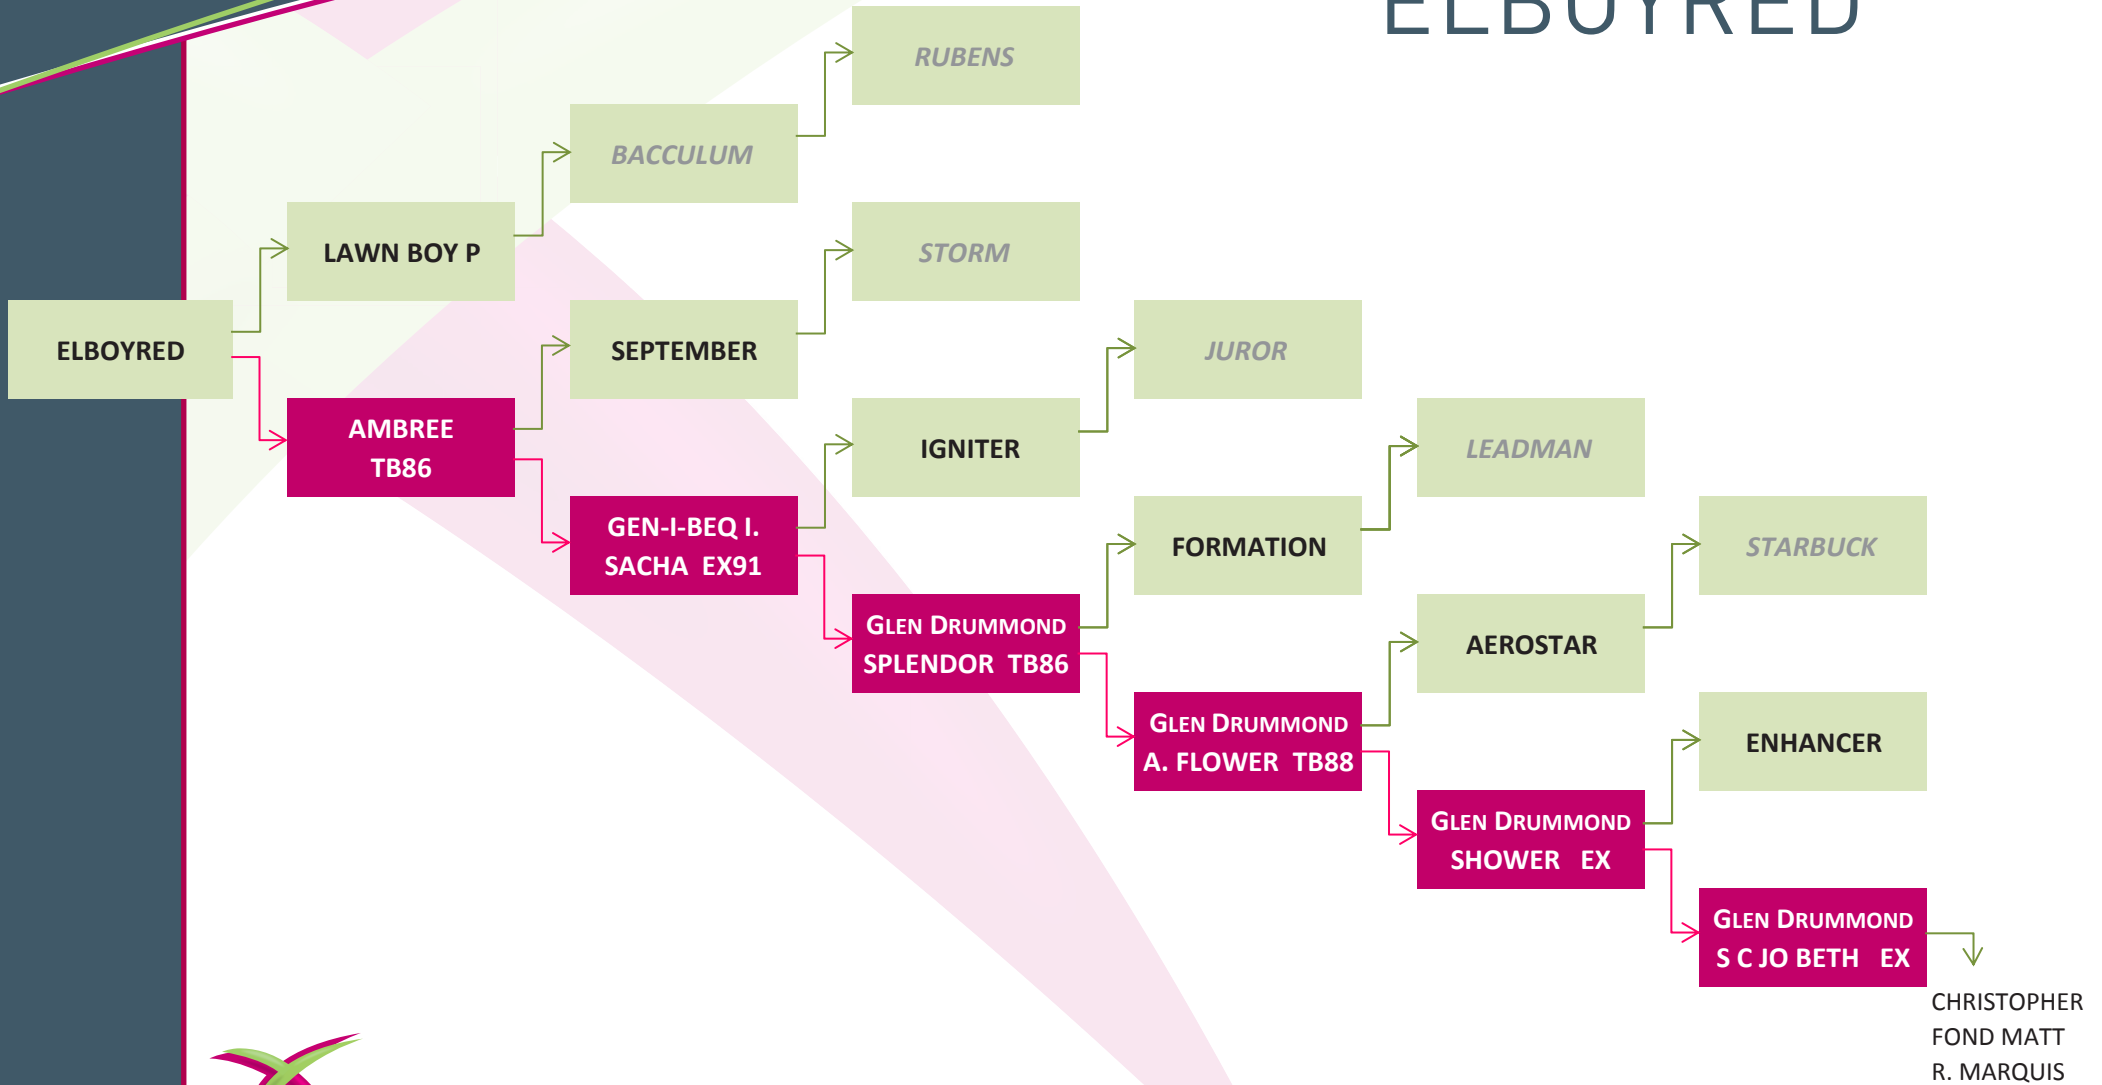 ELBOYRED
RUBENS
BACCULUM
LAWN BOY P
STORM
ELBOYRED
SEPTEMBER
JUROR
AMBREE
TB86
IGNITER
LEADMAN
GEN-I-BEQ I.
SACHA EX91
FORMATION
STARBUCK
GLEN DRUMMOND
SPLENDOR TB86
AEROSTAR
GLEN DRUMMOND
A. FLOWER TB88
ENHANCER
GLEN DRUMMOND
SHOWER EX
GLEN DRUMMOND
S C JO BETH EX
CHRISTOPHER
FOND MATT
R. MARQUIS